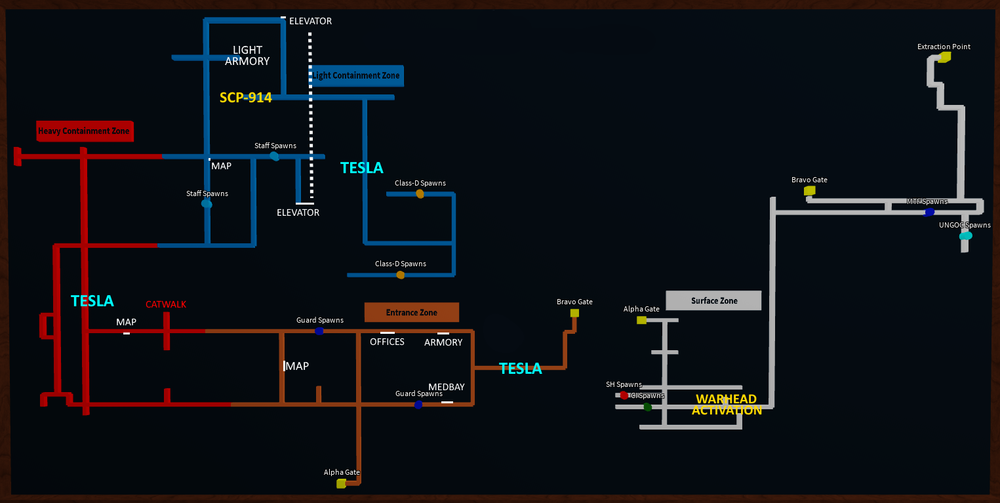 ELEVATOR
Extraction Point
LIGHT
ARMORY
Light Containment Zone
SCP-914
Heavy Containment Zone
Staff Spawns
MAP
TESLA
Staff Spawns
Class-D Spawns
Bravo Gate
ELEVATOR
MTF Spawns
UNGOC Spawns
Class-D Spawns
TESLA
CATWALK
Entrance Zone
Bravo Gate
Surface Zone
Alpha Gate
MAP
Guard Spawns
OFFICES
ARMORY
MAP
TESLA
MEDBAY
Guard Spawns
SH Spawns
Spawns
WARHEAD
ACTIVATION
Alpha Gate